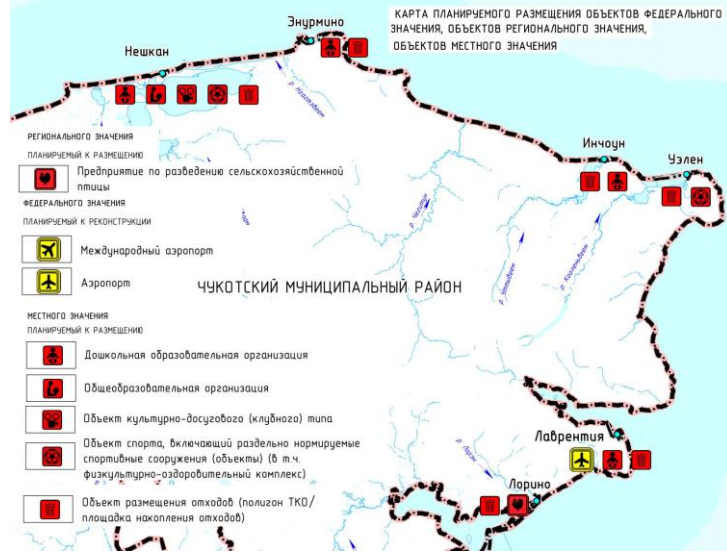 КАРТА ПЛАНИРУЕМОГО РАЗМЕЩЕНИЯ ОБЪЕКТОВ ФЕДЕРАЛЬНОГО
ЗНАЧЕНИЯ, ОБЪЕКТОВ РЕГИОНАЛЬНОГО ЗНАЧЕНИЯ,
ОБЪЕКТОВ МЕСТНОГО ЗНАЧЕНИЯ
Энурмино
Нешкан
Инчоун
Уэлен
РЕГИОНАЛЬНОГО ЗНАЧЕНИЯ
ПЛАНИРУЕМЫЙ К РАЗМЕЩЕНИЮ
Предприятие по разведению сельскохозяйственной
птицы
ФЕДЕРАЛЬНОГО ЗНАЧЕНИЯ
ПЛАНИРУЕМЫЙ К РЕКОНСТРУКЦИИ
Международный аэропорт
Аэропорт
ЧУКОТСКИЙ МУНИЦИПАЛЬНЫЙ РАЙОН
МЕСТНОГО ЗНАЧЕНИЯ
ПЛАНИРУЕМЫЙ К РАЗМЕЩЕНИЮ
Дошкольная образовательная организация
Общеобразовательная организация
Объект культурно-досугового (клубного) типа
Объект спорта, включающий раздельно нормируемые
спортивные сооружения (объекты) (в т.ч.
физкультурно-оздоровительный комплекс)
Объект размещения отходов (полигон ТКО/
площадка накопления отходов)
Лаврентия
Лорино
р. Чегитун